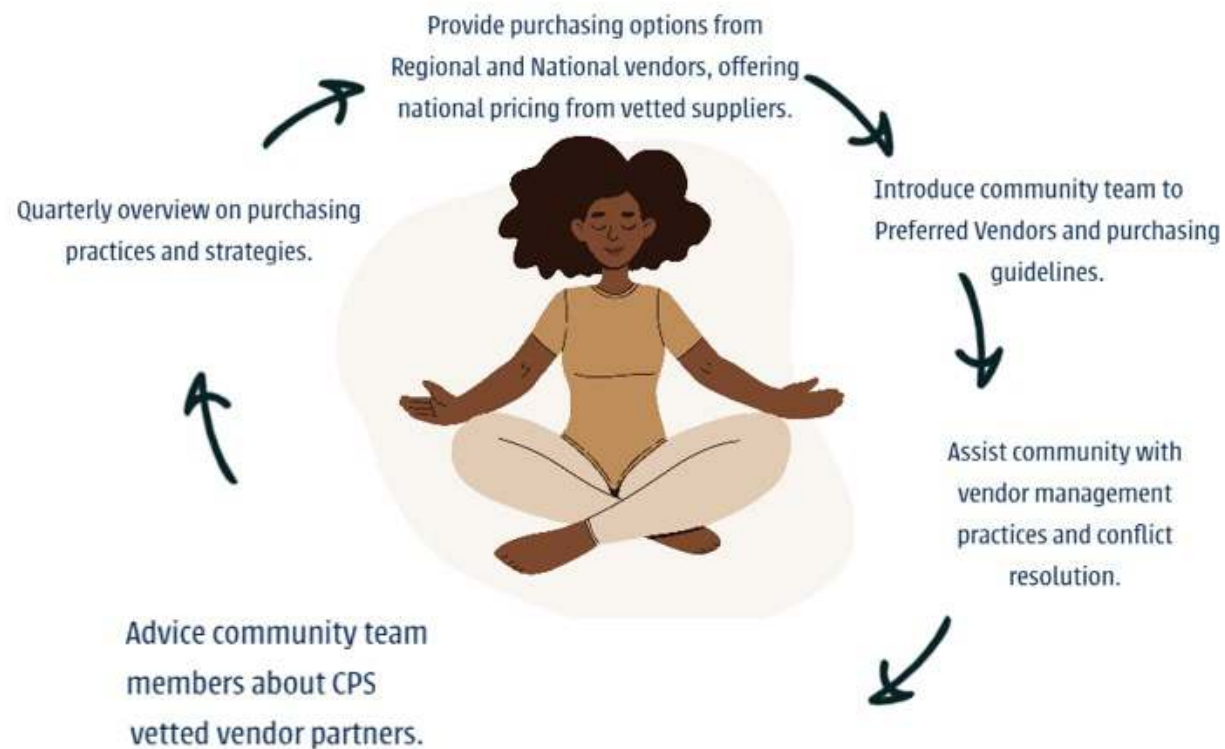 Provide purchasing options from
Regional and National vendors, offering
national pricing from vetted suppliers.
Introduce community team to
Preferred Vendors and purchasing
guidelines.
Assist community with
vendor management
practices and conflict
resolution.
Advice community team
members about CPS
vetted vendor partners.
Quarterly overview on purchasing
practices and strategies.